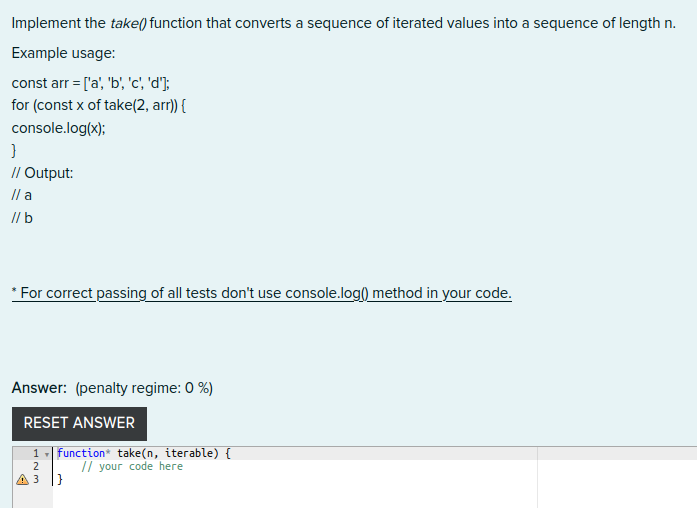 Implement the take() function that converts a sequence of iterated values into a sequence of length n.
Example usage:
const arr = ['a', 'b', 'c', 'd'];
for (const x of take(2, arr)) {
console.log(x);
}
// Output:
// a
// b
* For correct passing of all tests don't use console.log() method in your code.
Answer: (penalty regime: 0 %)
RESET ANSWER
1 function* take(n, iterable) {
2 // your code here
3 }